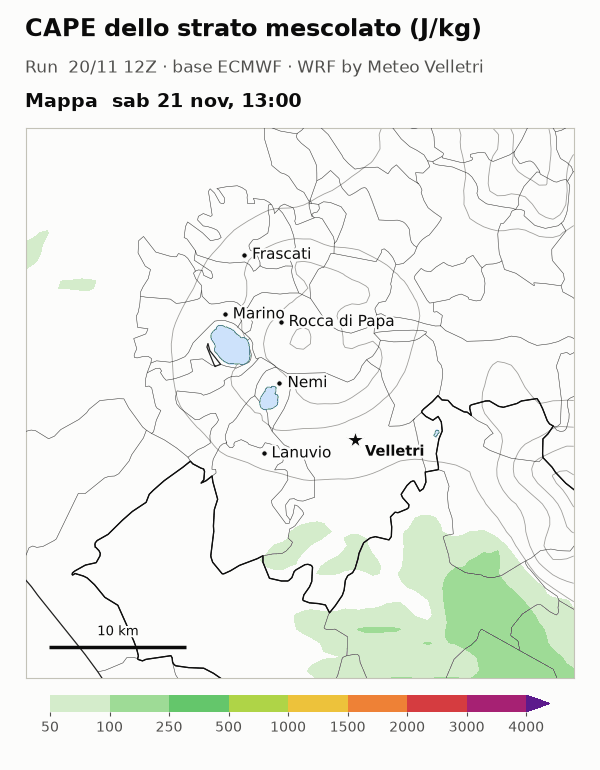 CAPE dello strato mescolato (J/kg)
Run  20/11 12Z · base ECMWF · WRF by Meteo Velletri
Mappa  sab 21 nov, 13:00
Frascati
Marino
Rocca di Papa
Nemi
Velletri
Lanuvio
10 km
50 100 250 500 1000 1500 2000 3000 4000